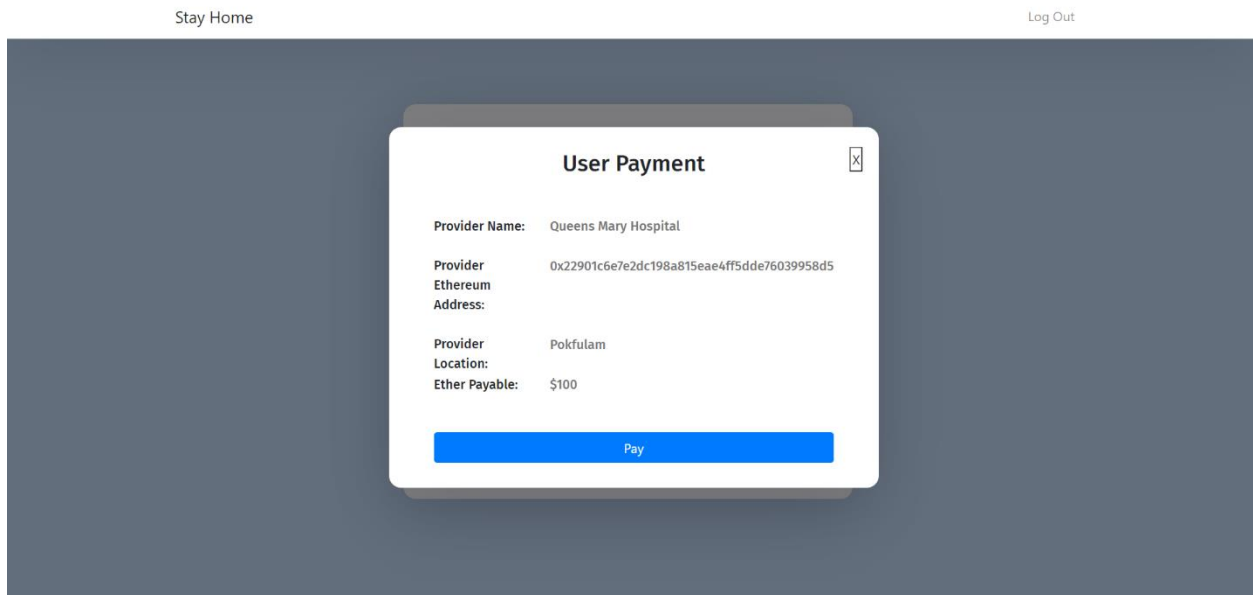 Stay Home
Log Out
User Payment
X
Provider Name:
Queens Mary Hospital
Provider
Ethereum
Address:
0x22901c6e7e2dc198a815eae4ff5dde76039958d5
Provider
Location:
Pokfulam
Ether Payable:
$100
Pay